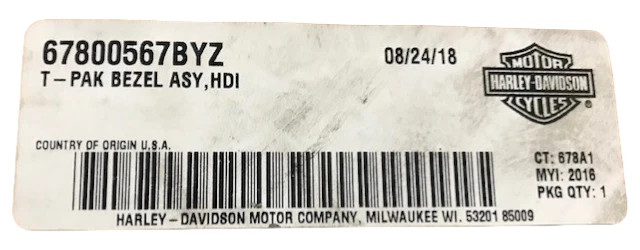 67800567BYZ
08/24/18
T-PAK BEZEL ASY,HDI
MOTOR
HARLEY-DAVIDSON
CYCLES
®
COUNTRY OF ORIGIN U.S.A.
CT: 678A1
MYI: 2016
PKG QTY: 1
HARLEY-DAVIDSON MOTOR COMPANY, MILWAUKEE WI. 53201 85009